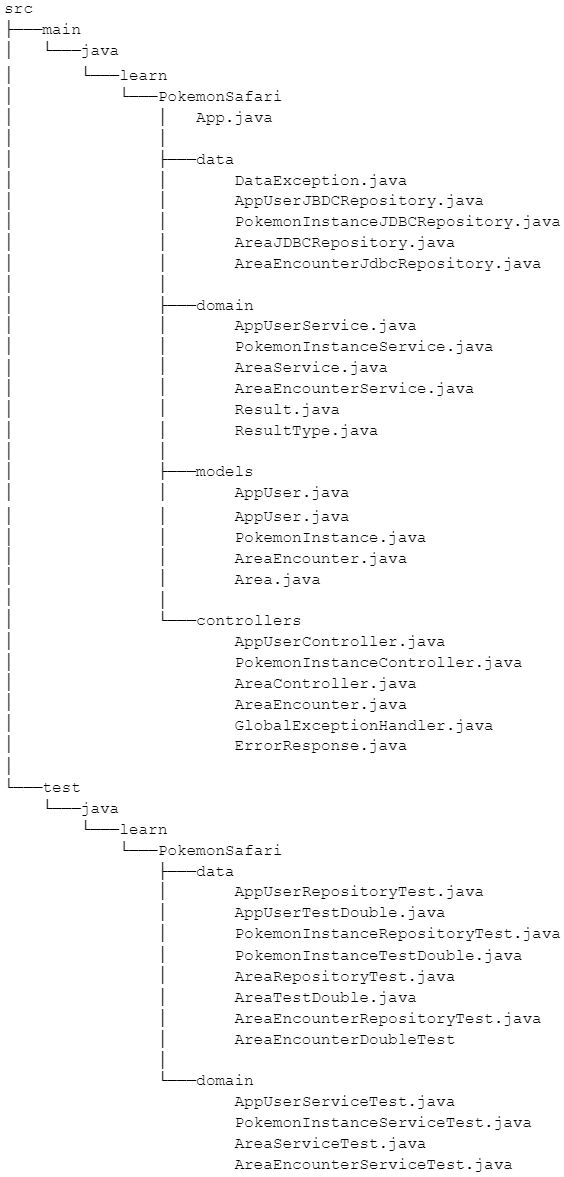 src
├───main
│   └───java
│       └───learn
│           └───PokemonSafari
│               │   App.java
│               │
│               ├───data
│               │       DataException.java
│               │       AppUserJBDCRepository.java
│               │       PokemonInstanceJDBCRepository.java
│               │       AreaJDBCRepository.java
│               │       AreaEncounterJdbcRepository.java
│               │
│               ├───domain
│               │       AppUserService.java
│               │       PokemonInstanceService.java
│               │       AreaService.java
│               │       AreaEncounterService.java
│               │       Result.java
│               │       ResultType.java
│               │
│               ├───models
│               │       AppUser.java
│               │       AppUser.java
│               │       PokemonInstance.java
│               │       AreaEncounter.java
│               │       Area.java
│               │
│               └───controllers
│                       AppUserController.java
│                       PokemonInstanceController.java
│                       AreaController.java
│                       AreaEncounter.java
│                       GlobalExceptionHandler.java
│                       ErrorResponse.java
│
└───test
    └───java
        └───learn
            └───PokemonSafari
                ├───data
                │       AppUserRepositoryTest.java
                │       AppUserTestDouble.java
                │       PokemonInstanceRepositoryTest.java
                │       PokemonInstanceTestDouble.java
                │       AreaRepositoryTest.java
                │       AreaTestDouble.java
                │       AreaEncounterRepositoryTest.java
                │       AreaEncounterDoubleTest
                │
                └───domain
                        AppUserServiceTest.java
                        PokemonInstanceServiceTest.java
                        AreaServiceTest.java
                        AreaEncounterServiceTest.java